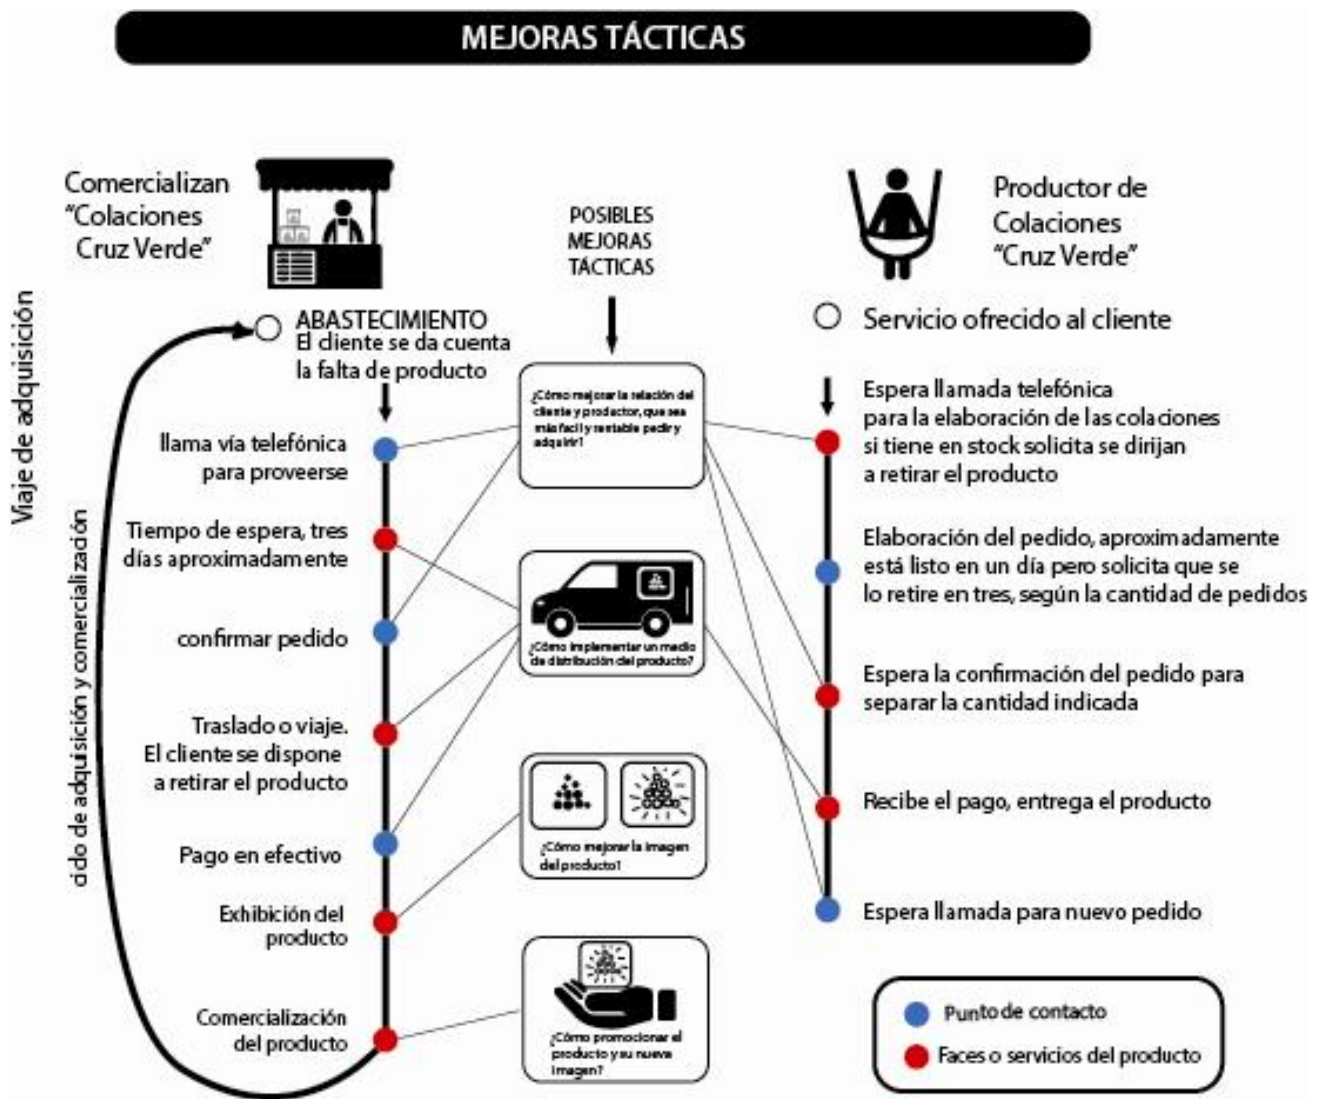 MEJORAS TÁCTICAS
Comercializan
“Colaciones
Cruz Verde”
POSIBLES
MEJORAS
TÁCTICAS
Productor de
Colaciones
“Cruz Verde”
Viaje de adquisición
ciclo de adquisición y comercialización
ABASTECIMIENTO
El cliente se da cuenta
la falta de producto
llama vía telefónica
para proveerse
Tiempo de espera, tres
días aproximadamente
confirmar pedido
Traslado o viaje.
El cliente se dispone
a retirar el producto
Pago en efectivo
Exhibición del
producto
Comercialización
del producto
¿Cómo mejorar la relación del
cliente y productor, que sea
más facil y rentable pedir y
adquirir?
¿Cómo implementar un medio
de distribución del producto?
¿Cómo mejorar la imagen
del producto?
¿Cómo promocionar el
producto y su nueva
imagen?
Servicio ofrecido al cliente
Espera llamada telefónica
para la elaboración de las colaciones
si tiene en stock solicita se dirijan
a retirar el producto
Elaboración del pedido, aproximadamente
está listo en un día pero solicita que se
lo retire en tres, según la cantidad de pedidos
Espera la confirmación del pedido para
separar la cantidad indicada
Recibe el pago, entrega el producto
Espera llamada para nuevo pedido
Punto de contacto
Faces o servicios del producto